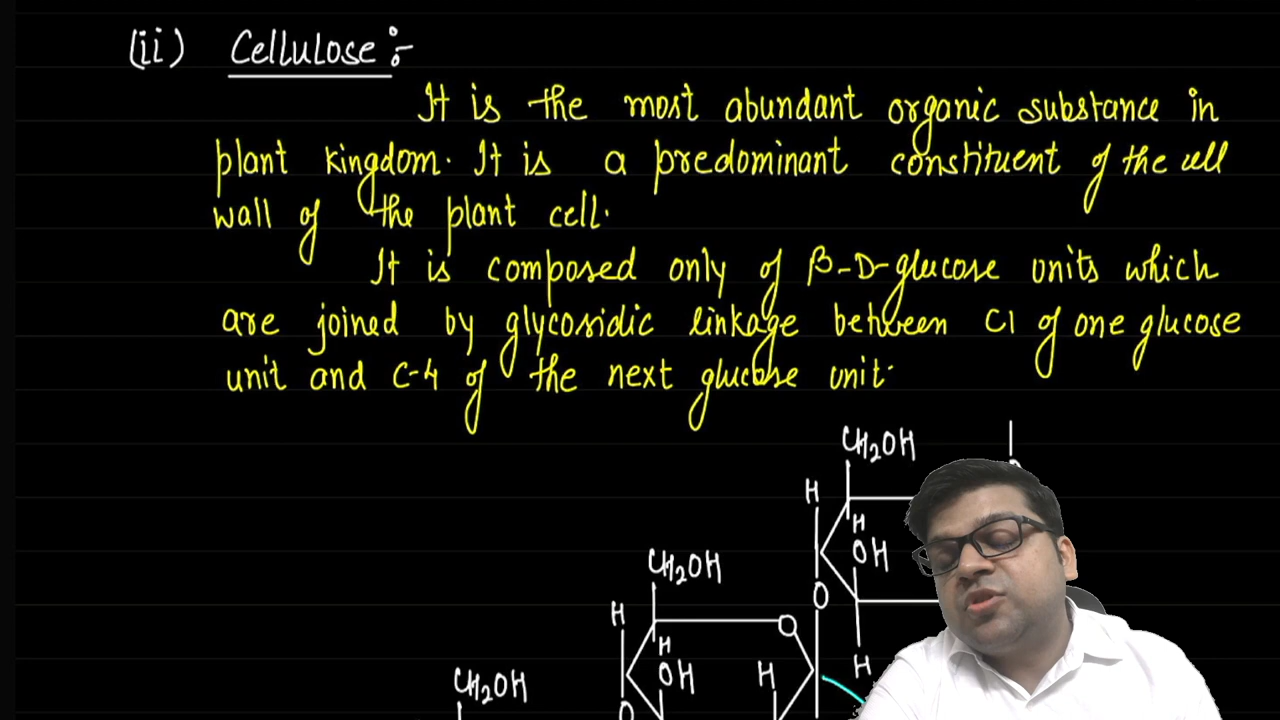 (ii) Cellulose :-
It is the most abundant organic substance in
plant kingdom. It is a predominant constituent of the cell
wall of the plant cell.
It is composed only of β-D-glucose units which
are joined by glycosidic linkage between C1 of one glucose
unit and C-4 of the next glucose unit.
CH2OH
H
H
OH
O
H
CH2OH
H
O
H
OH
H
CH2OH
O